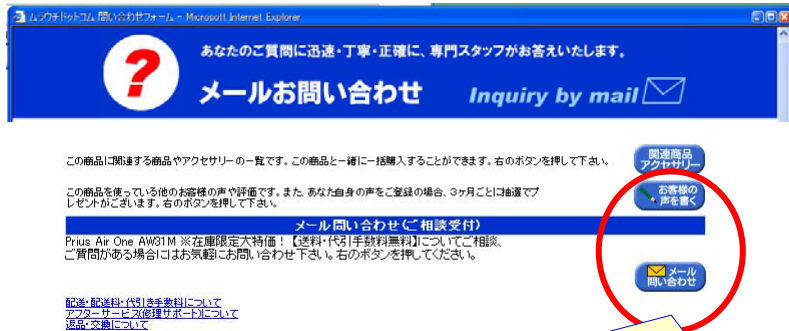 ムラウチドットコム 問い合わせフォーム - Microsoft Internet Explorer
?
あなたのご質問に迅速・丁寧・正確に、専門スタッフがお答えいたします。
メールお問い合わせ Inquiry by mail
この商品に関連する商品やアクセサリーの一覧です。この商品と一緒に一括購入することができます。右のボタンを押して下さい。
関連商品
アクセサリー
この商品を使っている他のお客様の声や評価です。また、あなた自身の声をご登録の場合、3ヶ月ごとに抽選でプ
レゼントがございます。右のボタンを押して下さい。
お客様の
声を書く
メール問い合わせ(ご相談受付)
Prius Air One AW31M ※在庫限定大特価！【送料・代引手数料無料】についてご相談、
ご質問がある場合にはお気軽にお問い合わせ下さい。右のボタンを押してください。
メール
問い合わせ
配送・配送料・代引き手数料について
アフターサービス(修理サポート)について
返品・交換について